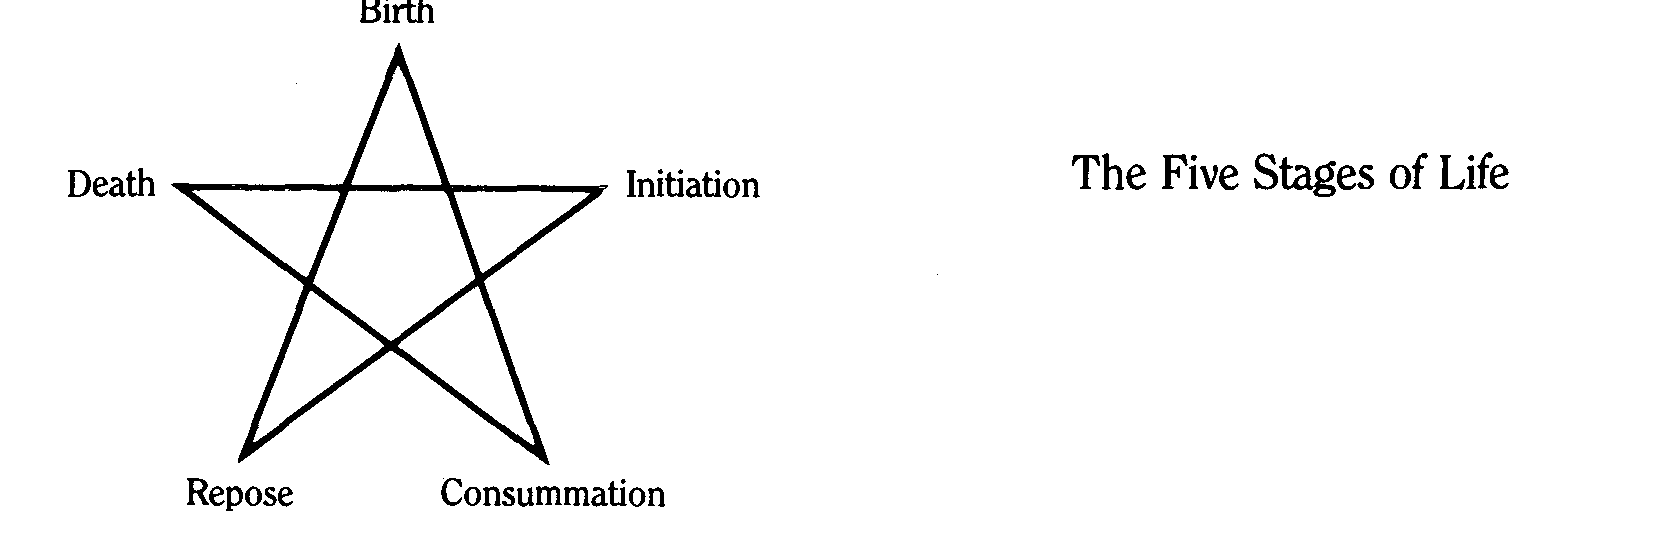 Birth
Death
Initiation
The Five Stages of Life
Repose
Consummation